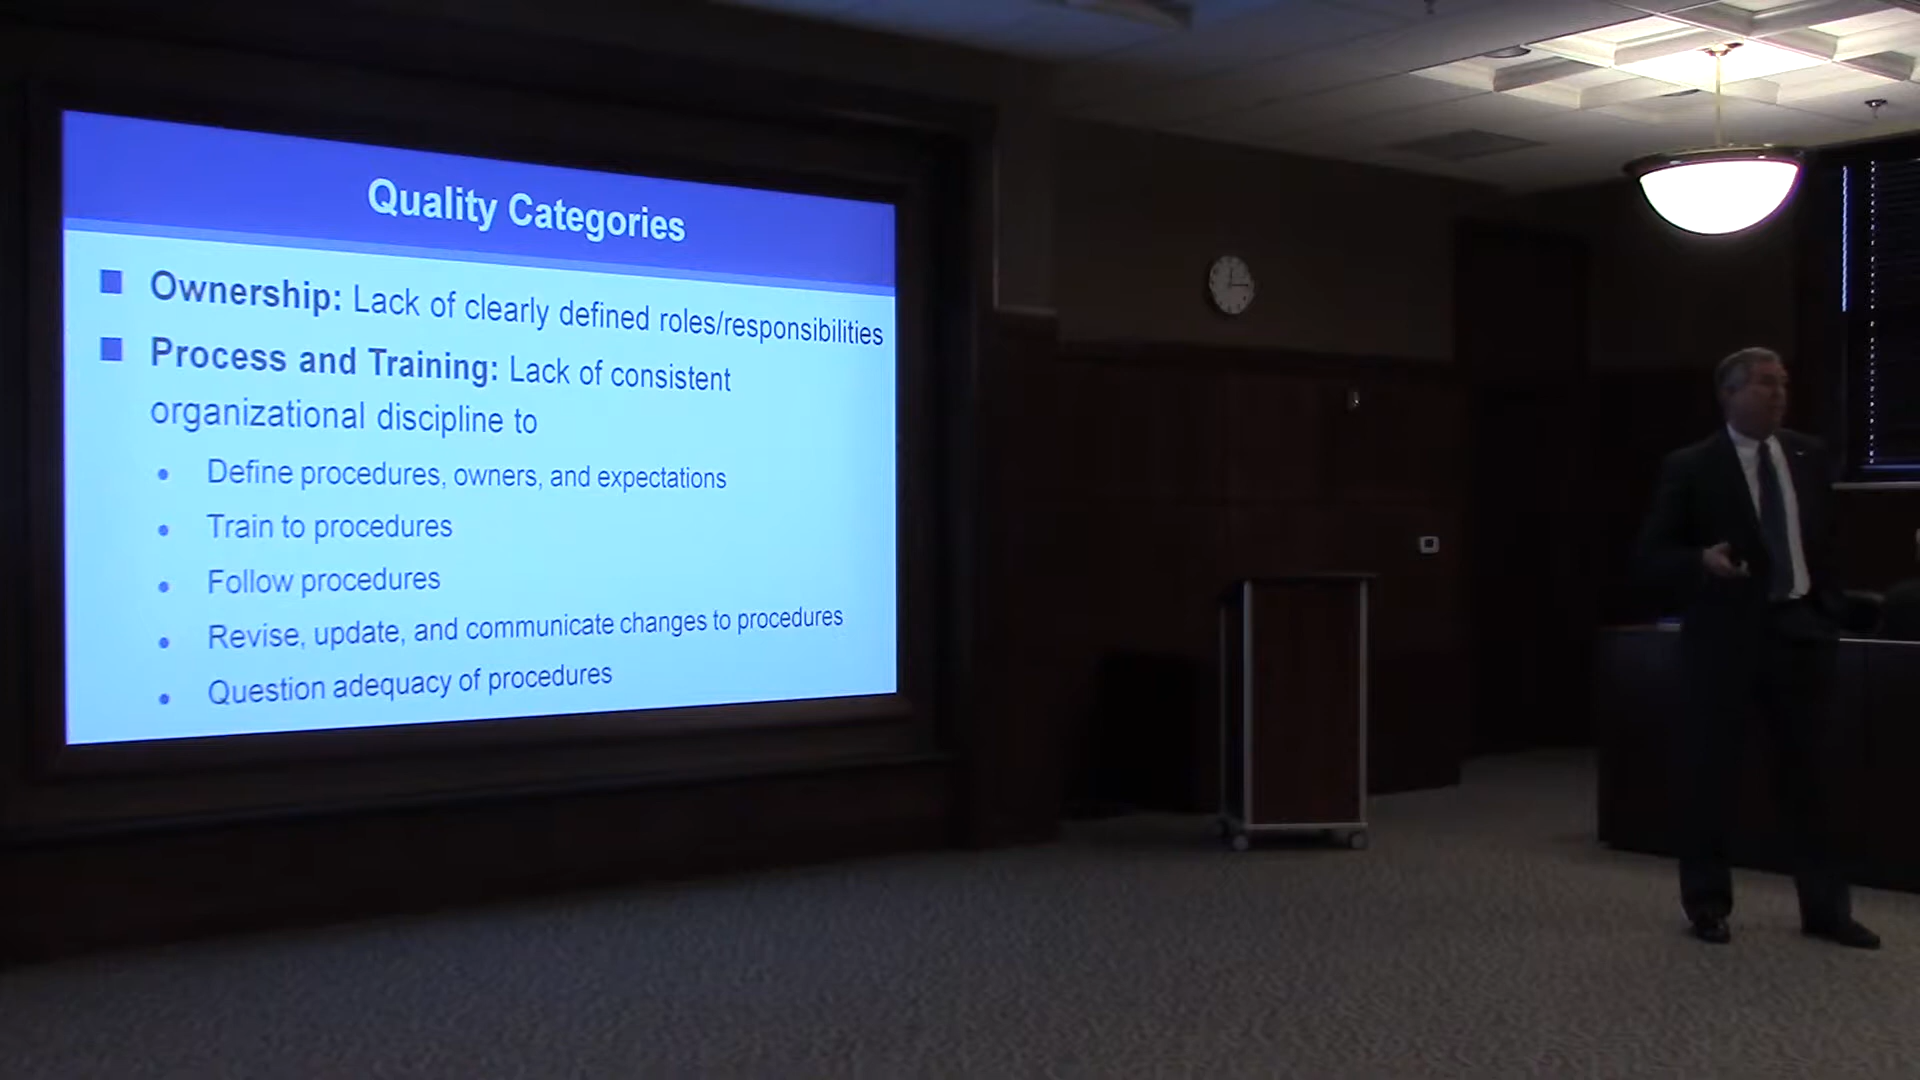 Quality Categories
Ownership: Lack of clearly defined roles/responsibilities
Process and Training: Lack of consistent
organizational discipline to
Define procedures, owners, and expectations
Train to procedures
Follow procedures
Revise, update, and communicate changes to procedures
Question adequacy of procedures